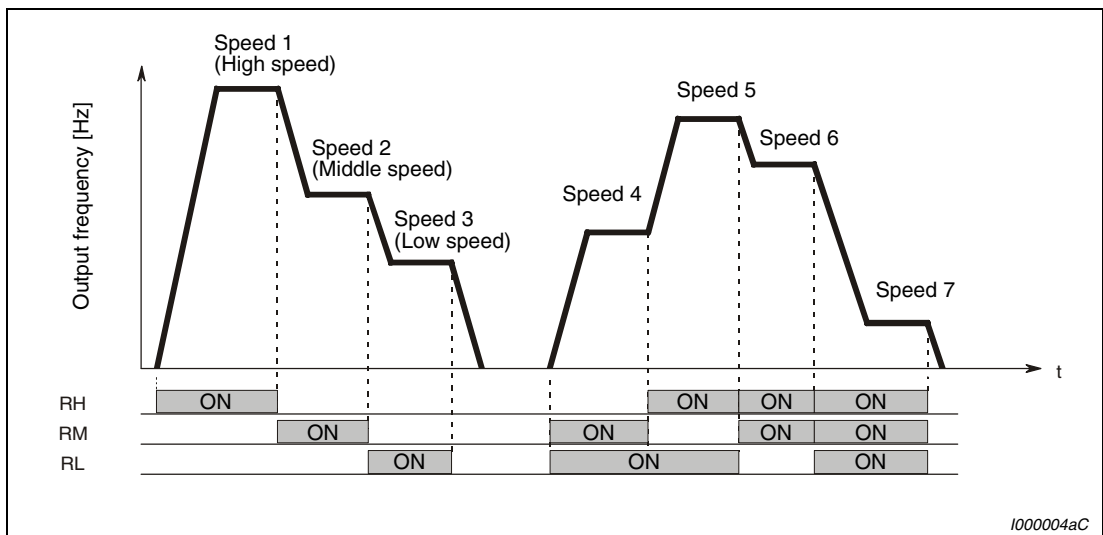 Speed 1
(High speed)
Speed 2
(Middle speed)
Speed 3
(Low speed)
Speed 4
Speed 5
Speed 6
Speed 7
Output frequency [Hz]
t
RH ON ON ON ON
RM ON ON ON ON
RL ON ON ON
I000004aC